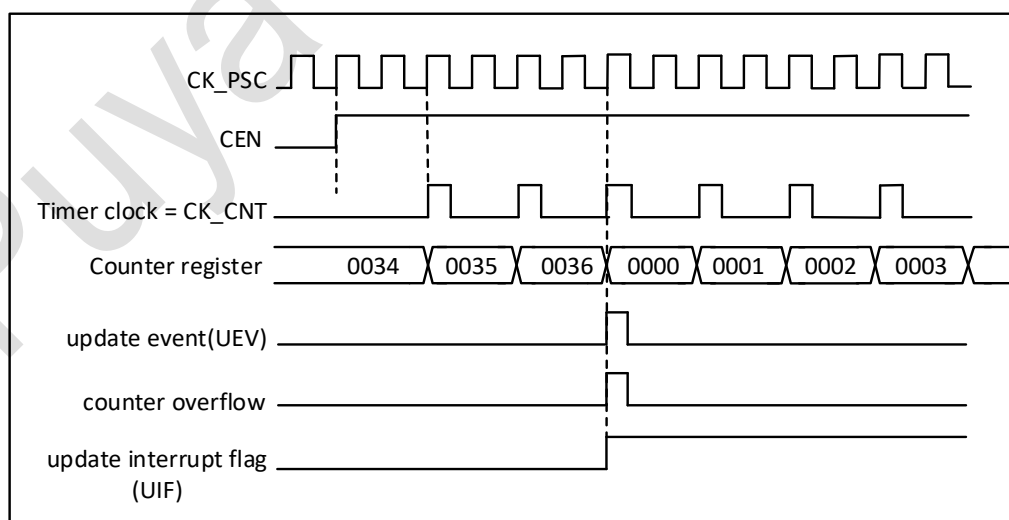 CK_PSC
CEN
Timer clock = CK_CNT
Counter register 0034 0035 0036 0000 0001 0002 0003
update event(UEV)
counter overflow
update interrupt flag
(UIF)
Puya